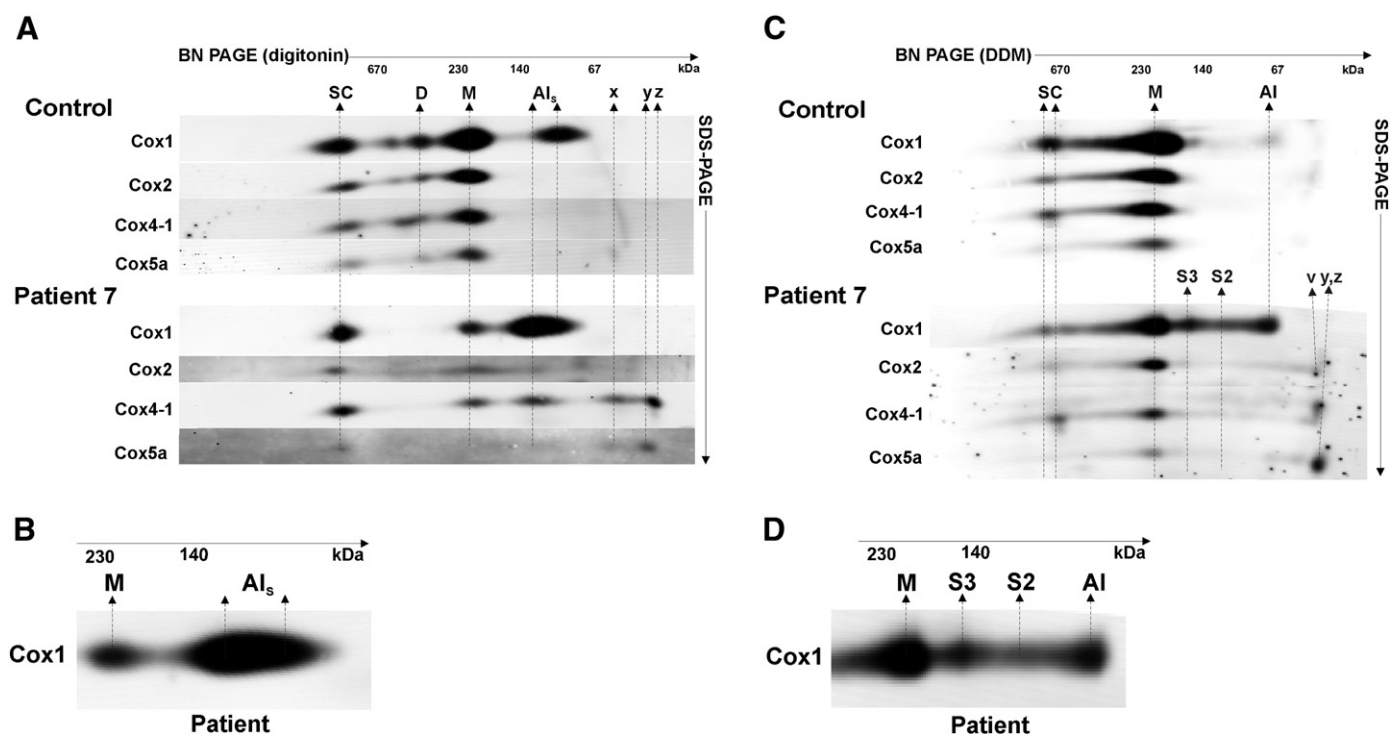 A
BN PAGE (digitonin)
670 230 140 67 kDa
SC D M AIs x y z
Control
Cox1
Cox2
Cox4-1
Cox5a
Patient 7
Cox1
Cox2
Cox4-1
Cox5a
SDS-PAGE
B
230 140 kDa
M AIs
Cox1
Patient
C
BN PAGE (DDM)
670 230 140 67 kDa
SC M AI
Control
Cox1
Cox2
Cox4-1
Cox5a
S3 S2 v y,z
Patient 7
Cox1
Cox2
Cox4-1
Cox5a
SDS-PAGE
D
230 140 kDa
M S3 S2 AI
Cox1
Patient